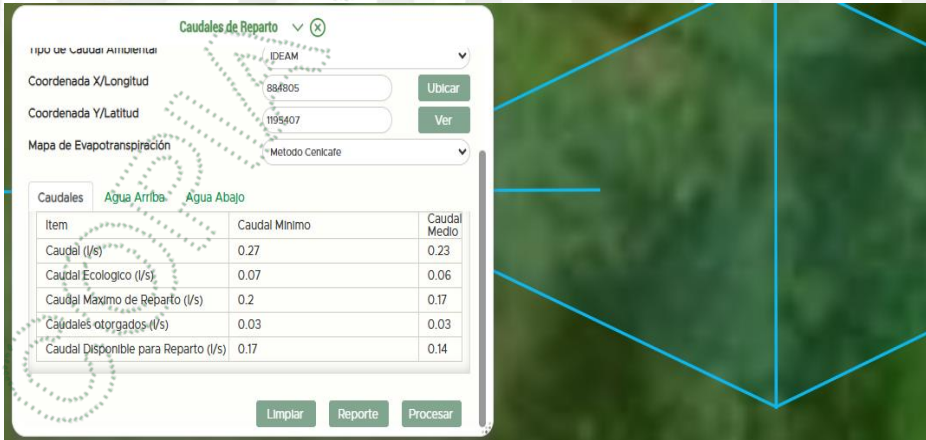 Caudales de Reparto
Tipo de Caudal Ambiental IDEAM
Coordenada X/Longitud 884805 Ubicar
Coordenada Y/Latitud 1195407 Ver
Mapa de Evapotranspiración Metodo Cenicafe
Caudales Agua Arriba Agua Abajo
Item Caudal Minimo Caudal Medio
Caudal (l/s) 0.27 0.23
Caudal Ecologico (l/s) 0.07 0.06
Caudal Maximo de Reparto (l/s) 0.2 0.17
Caudales otorgados (l/s) 0.03 0.03
Caudal Disponible para Reparto (l/s) 0.17 0.14
Limpiar Reporte Procesar
COPIA